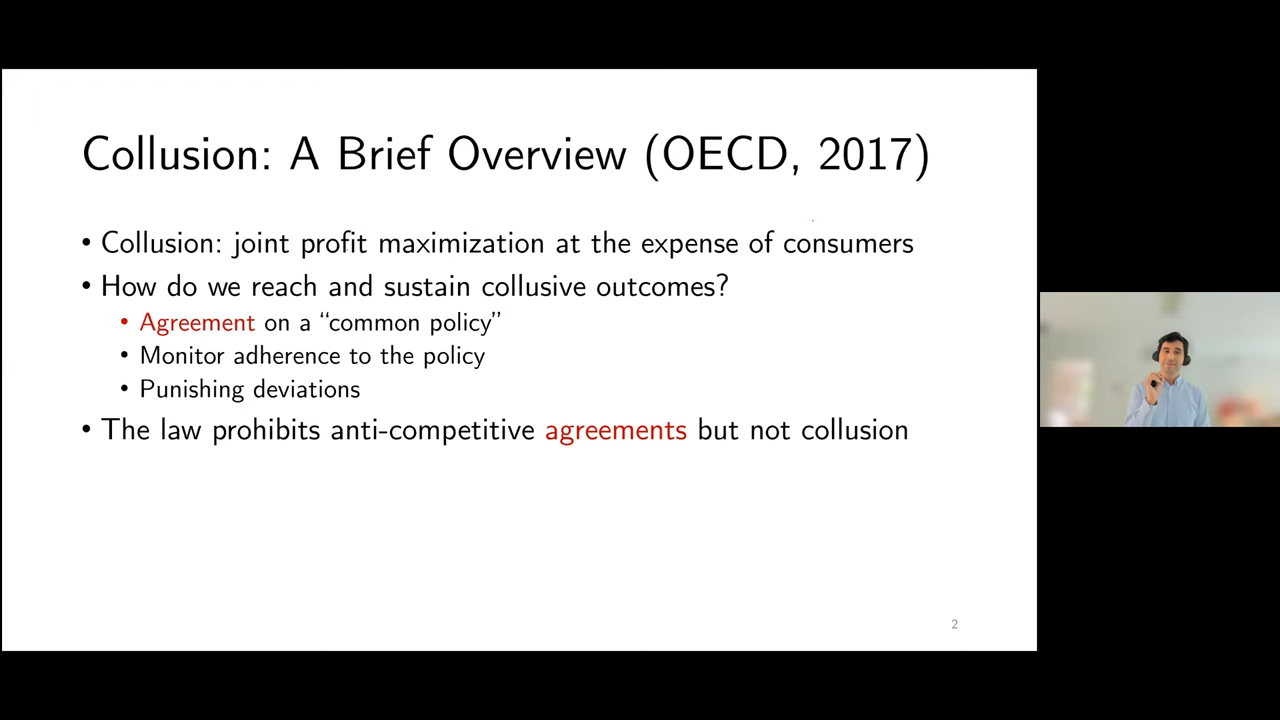 Collusion: A Brief Overview (OECD, 2017)
• Collusion: joint profit maximization at the expense of consumers
• How do we reach and sustain collusive outcomes?
• Agreement on a “common policy”
• Monitor adherence to the policy
• Punishing deviations
• The law prohibits anti-competitive agreements but not collusion
2